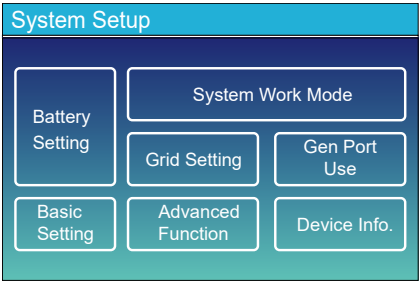 System Setup
Battery
Setting
System Work Mode
Grid Setting
Gen Port
Use
Basic
Setting
Advanced
Function
Device Info.